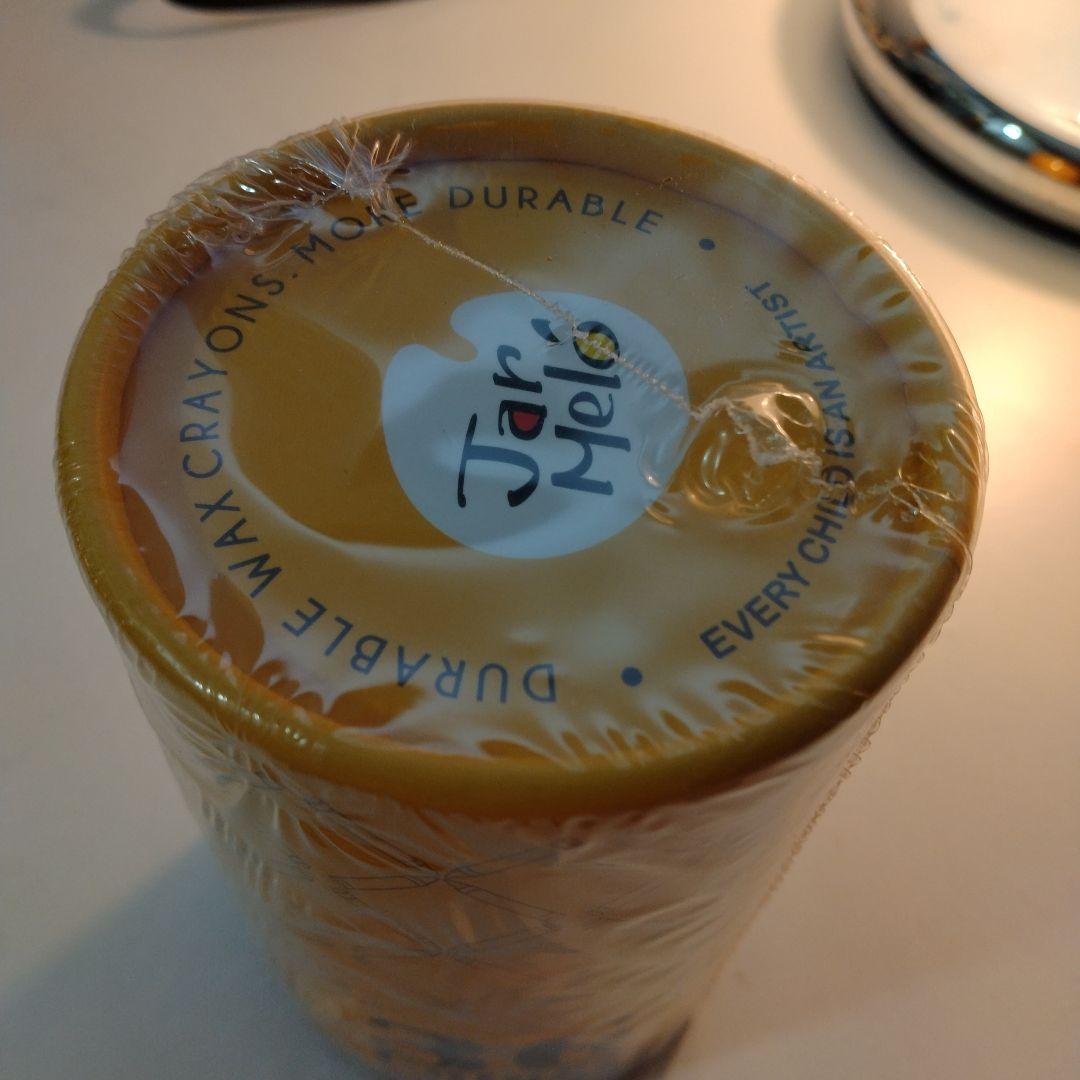 Jar
Melo
DURABLE WAX CRAYONS. MORE DURABLE
EVERY CHILD IS AN ARTIST